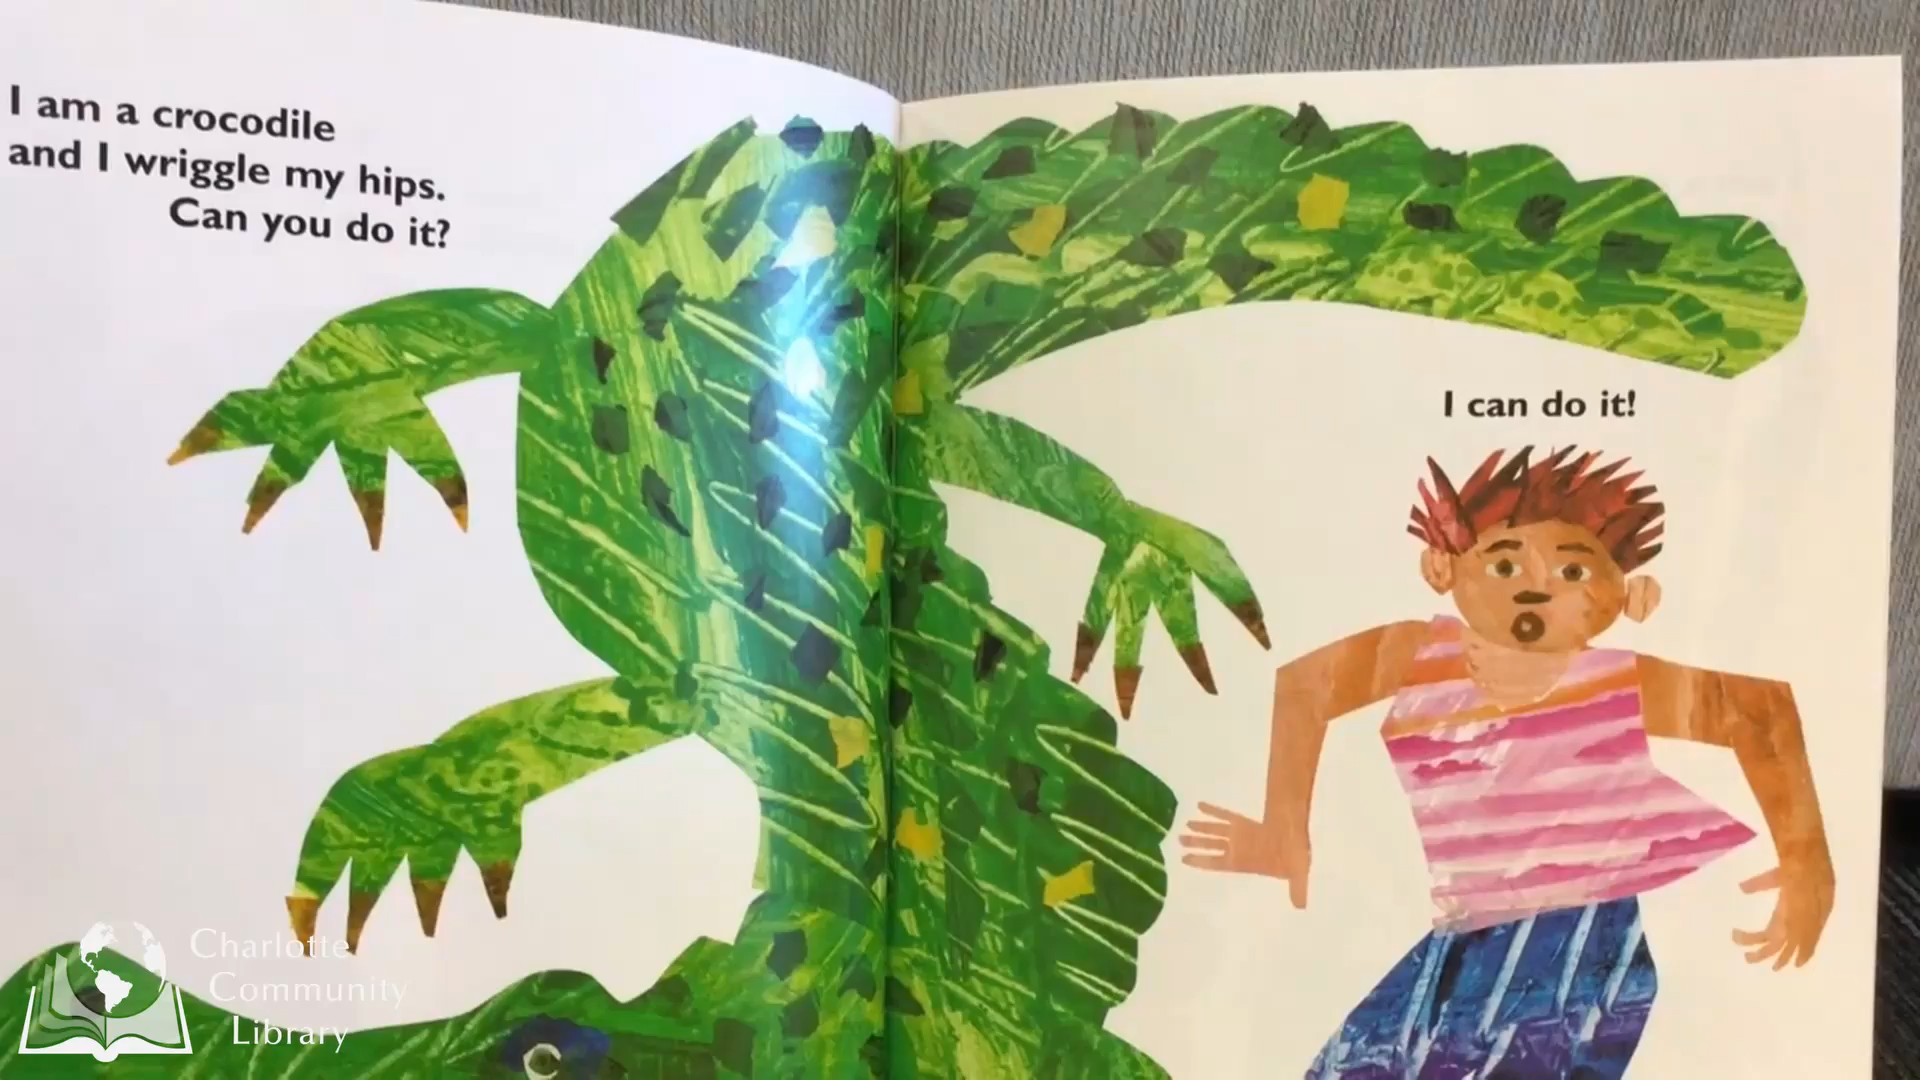 I am a crocodile
and I wriggle my hips.
Can you do it?
I can do it!
Charlotte
Community
Library